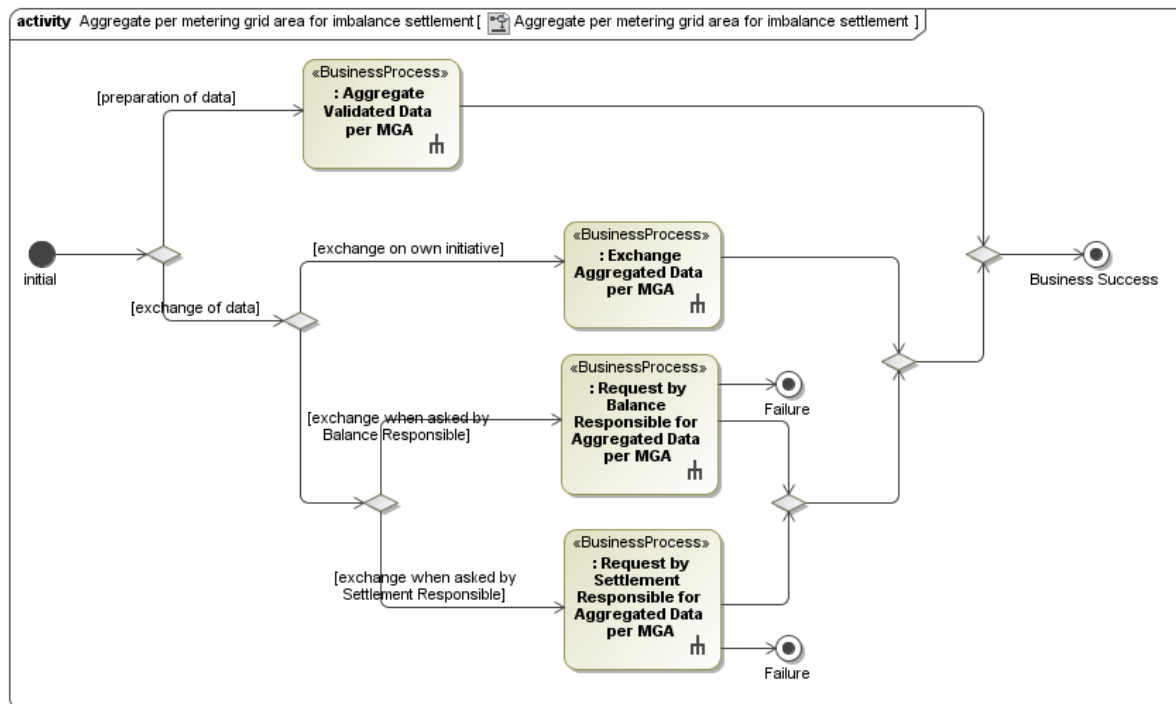 activity Aggregate per metering grid area for imbalance settlement [ Aggregate per metering grid area for imbalance settlement ]
«BusinessProcess»
: Aggregate
Validated Data
per MGA
[preparation of data]
initial
[exchange of data]
[exchange on own initiative]
«BusinessProcess»
: Exchange
Aggregated Data
per MGA
Business Success
[exchange when asked by
Balance Responsible]
«BusinessProcess»
: Request by
Balance
Responsible for
Aggregated Data
per MGA
Failure
[exchange when asked by
Settlement Responsible]
«BusinessProcess»
: Request by
Settlement
Responsible for
Aggregated Data
per MGA
Failure